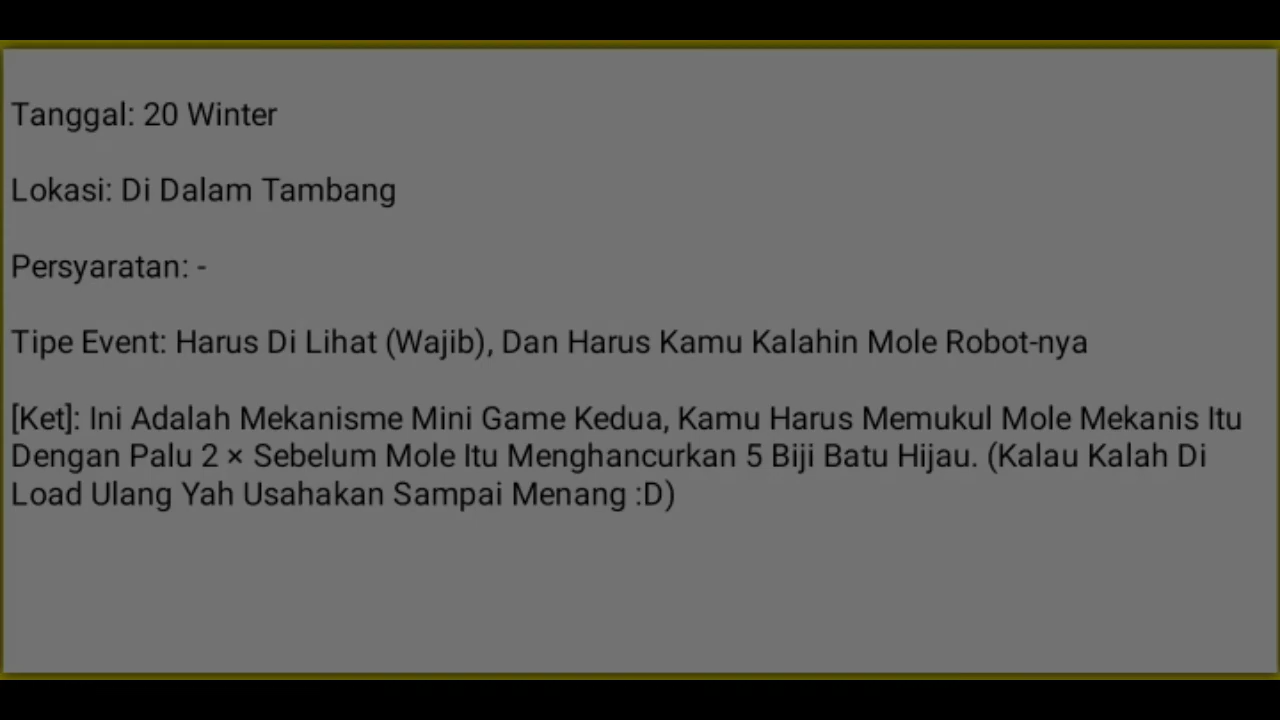 Tanggal: 20 Winter
Lokasi: Di Dalam Tambang
Persyaratan: -
Tipe Event: Harus Di Lihat (Wajib), Dan Harus Kamu Kalahin Mole Robot-nya
[Ket]: Ini Adalah Mekanisme Mini Game Kedua, Kamu Harus Memukul Mole Mekanis Itu
Dengan Palu 2 × Sebelum Mole Itu Menghancurkan 5 Biji Batu Hijau. (Kalau Kalah Di
Load Ulang Yah Usahakan Sampai Menang :D)